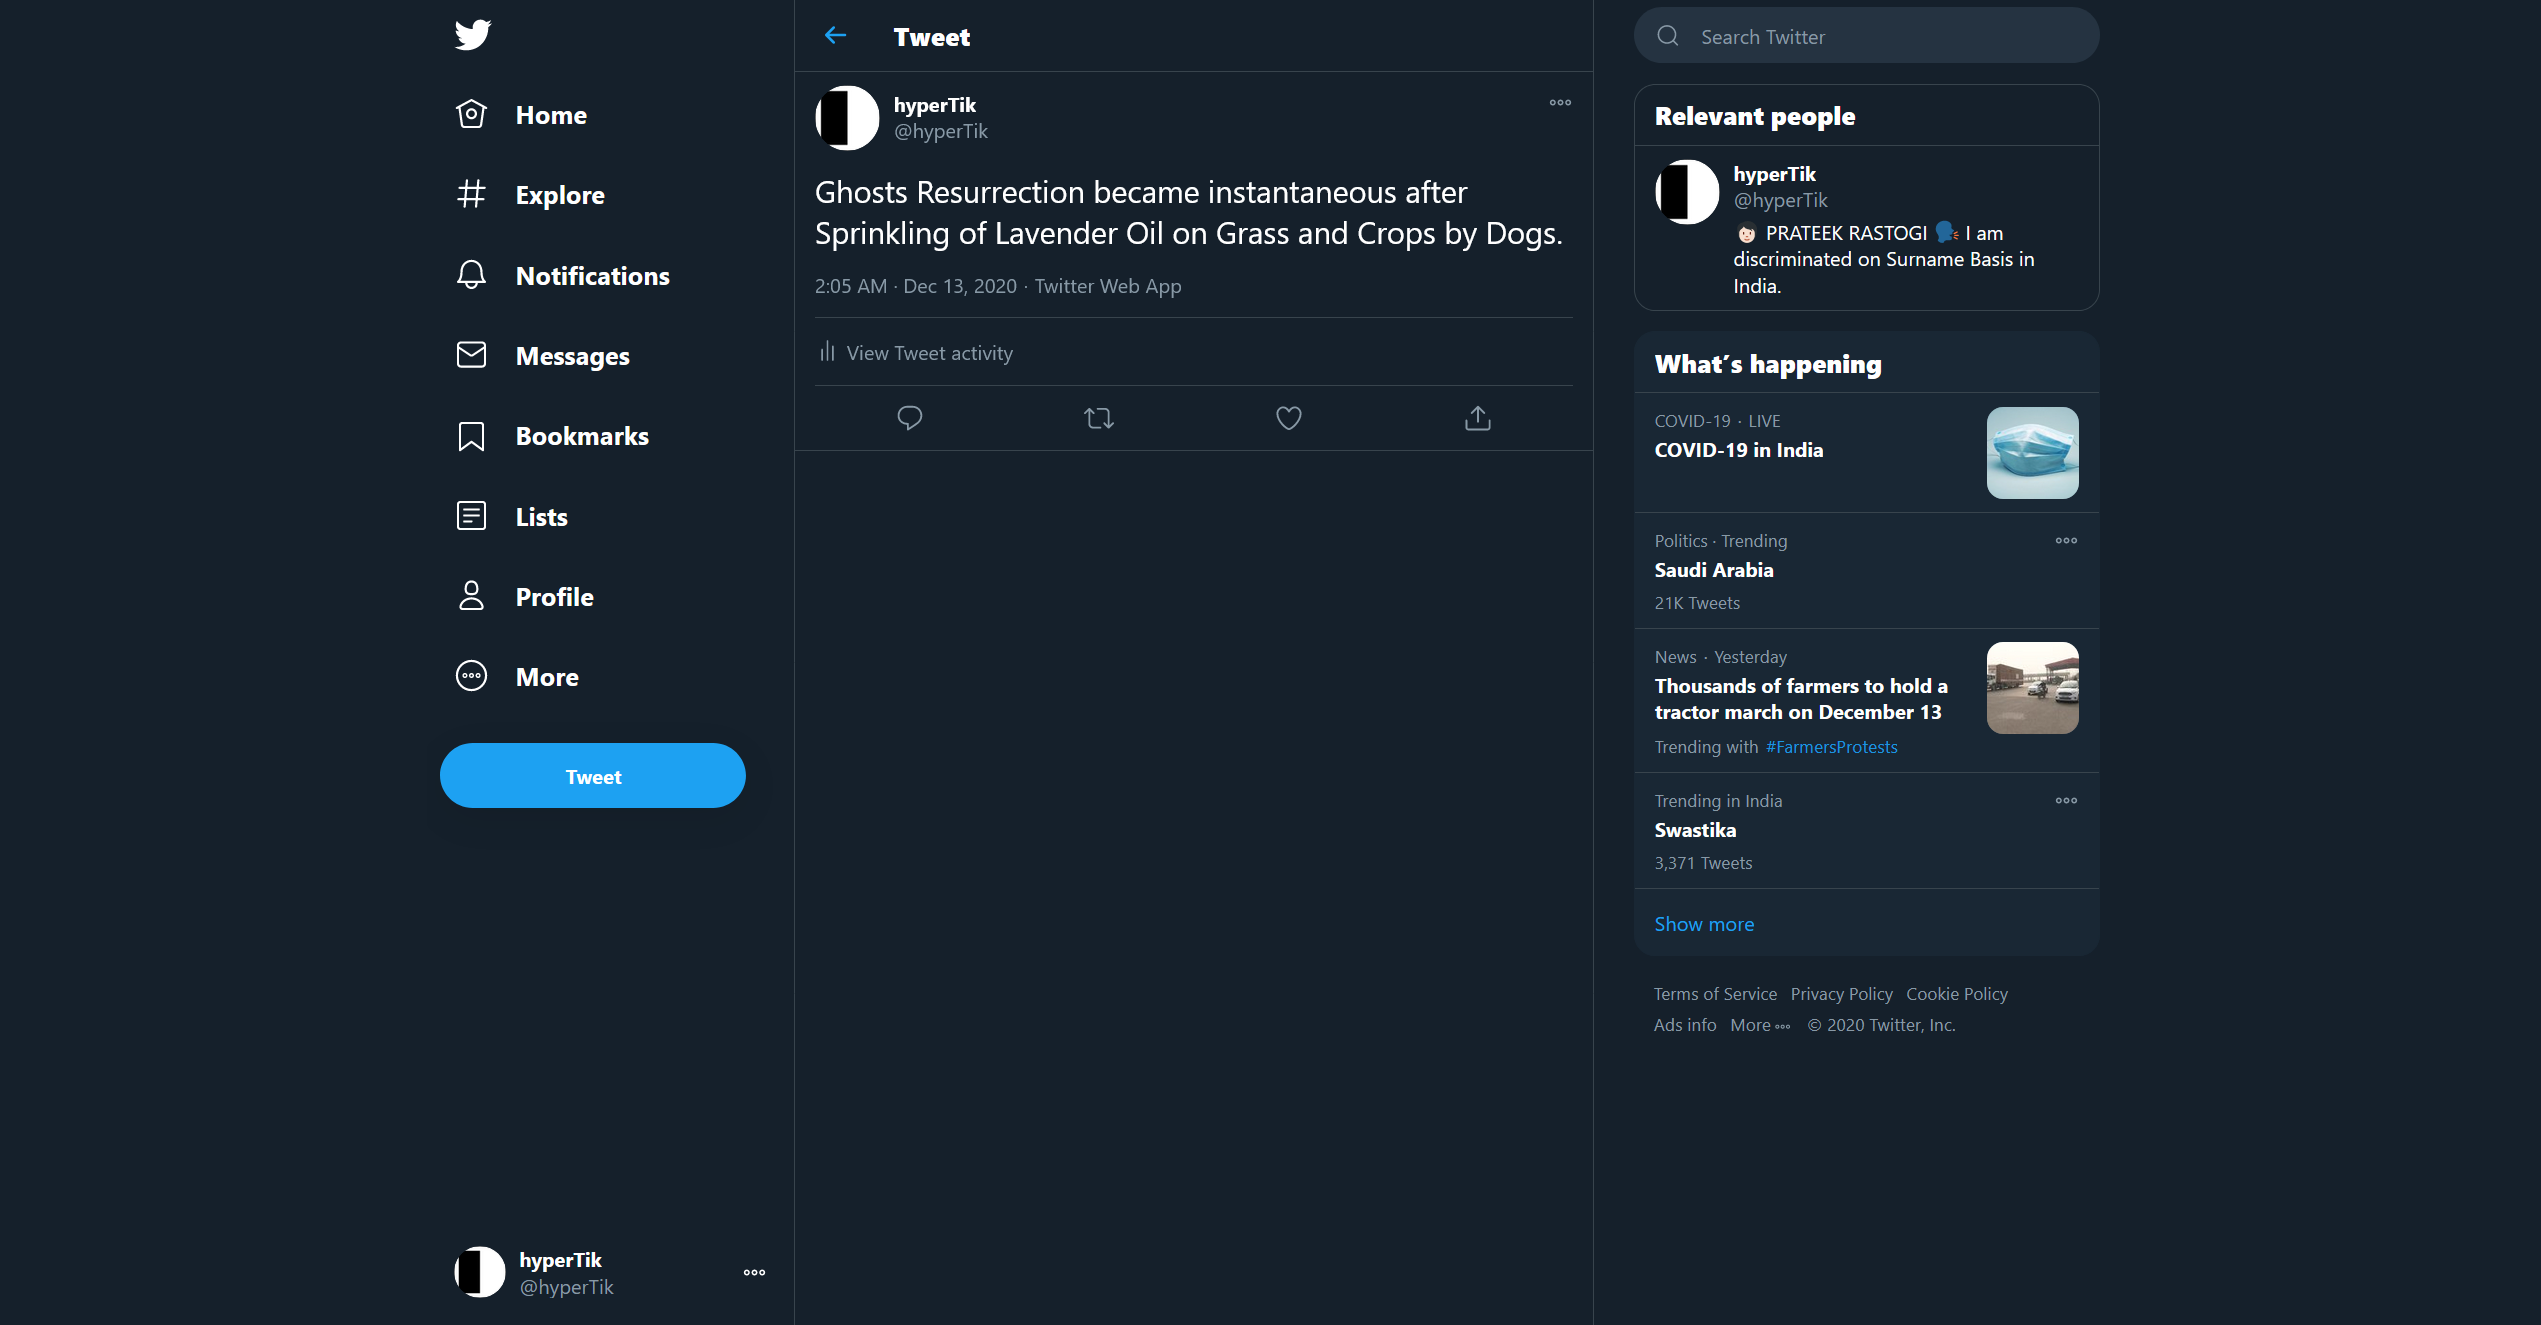 Home
Explore
Notifications
Messages
Bookmarks
Lists
Profile
More
Tweet
hyperTik
@hyperTik
Tweet
hyperTik
@hyperTik
Ghosts Resurrection became instantaneous after
Sprinkling of Lavender Oil on Grass and Crops by Dogs.
2:05 AM · Dec 13, 2020 · Twitter Web App
View Tweet activity
Search Twitter
Relevant people
hyperTik
@hyperTik
PRATEEK RASTOGI I am
discriminated on Surname Basis in
India.
What's happening
COVID-19 · LIVE
COVID-19 in India
Politics · Trending
Saudi Arabia
21K Tweets
News · Yesterday
Thousands of farmers to hold a
tractor march on December 13
Trending with #FarmersProtests
Trending in India
Swastika
3,371 Tweets
Show more
Terms of Service Privacy Policy Cookie Policy
Ads info More © 2020 Twitter, Inc.